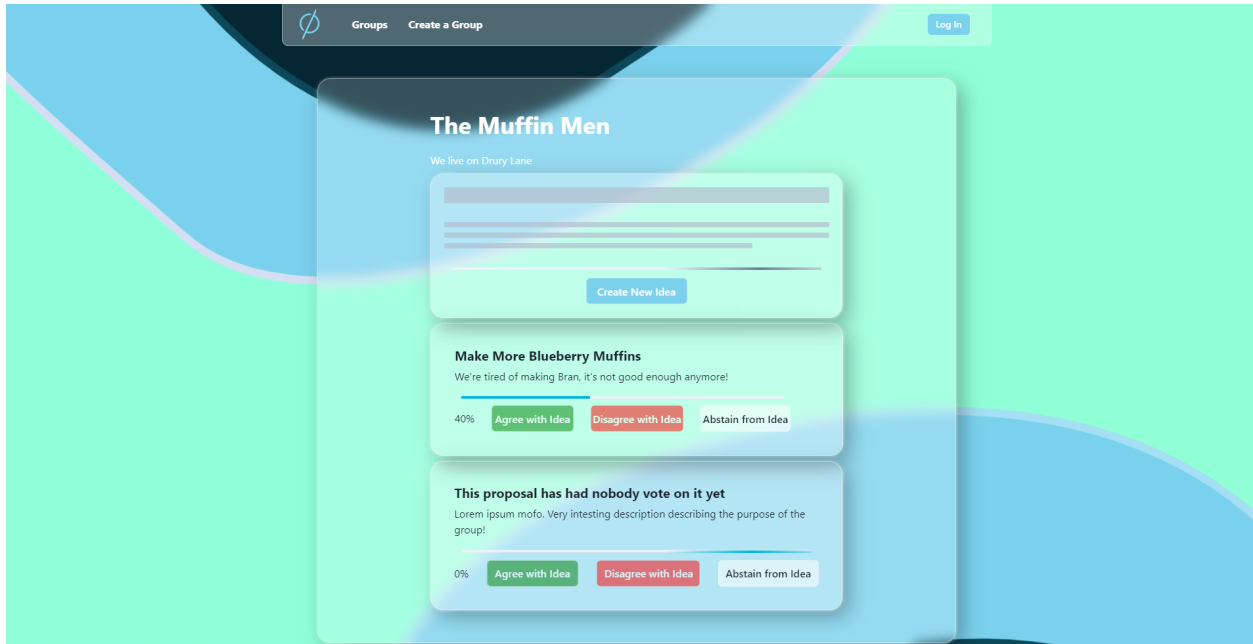 Groups
Create a Group
Log In
The Muffin Men
We live on Drury Lane
Create New Idea
Make More Blueberry Muffins
We're tired of making Bran, it's not good enough anymore!
40%
Agree with Idea
Disagree with Idea
Abstain from Idea
This proposal has had nobody vote on it yet
Lorem ipsum mofo. Very intesting description describing the purpose of the
group!
0%
Agree with Idea
Disagree with Idea
Abstain from Idea